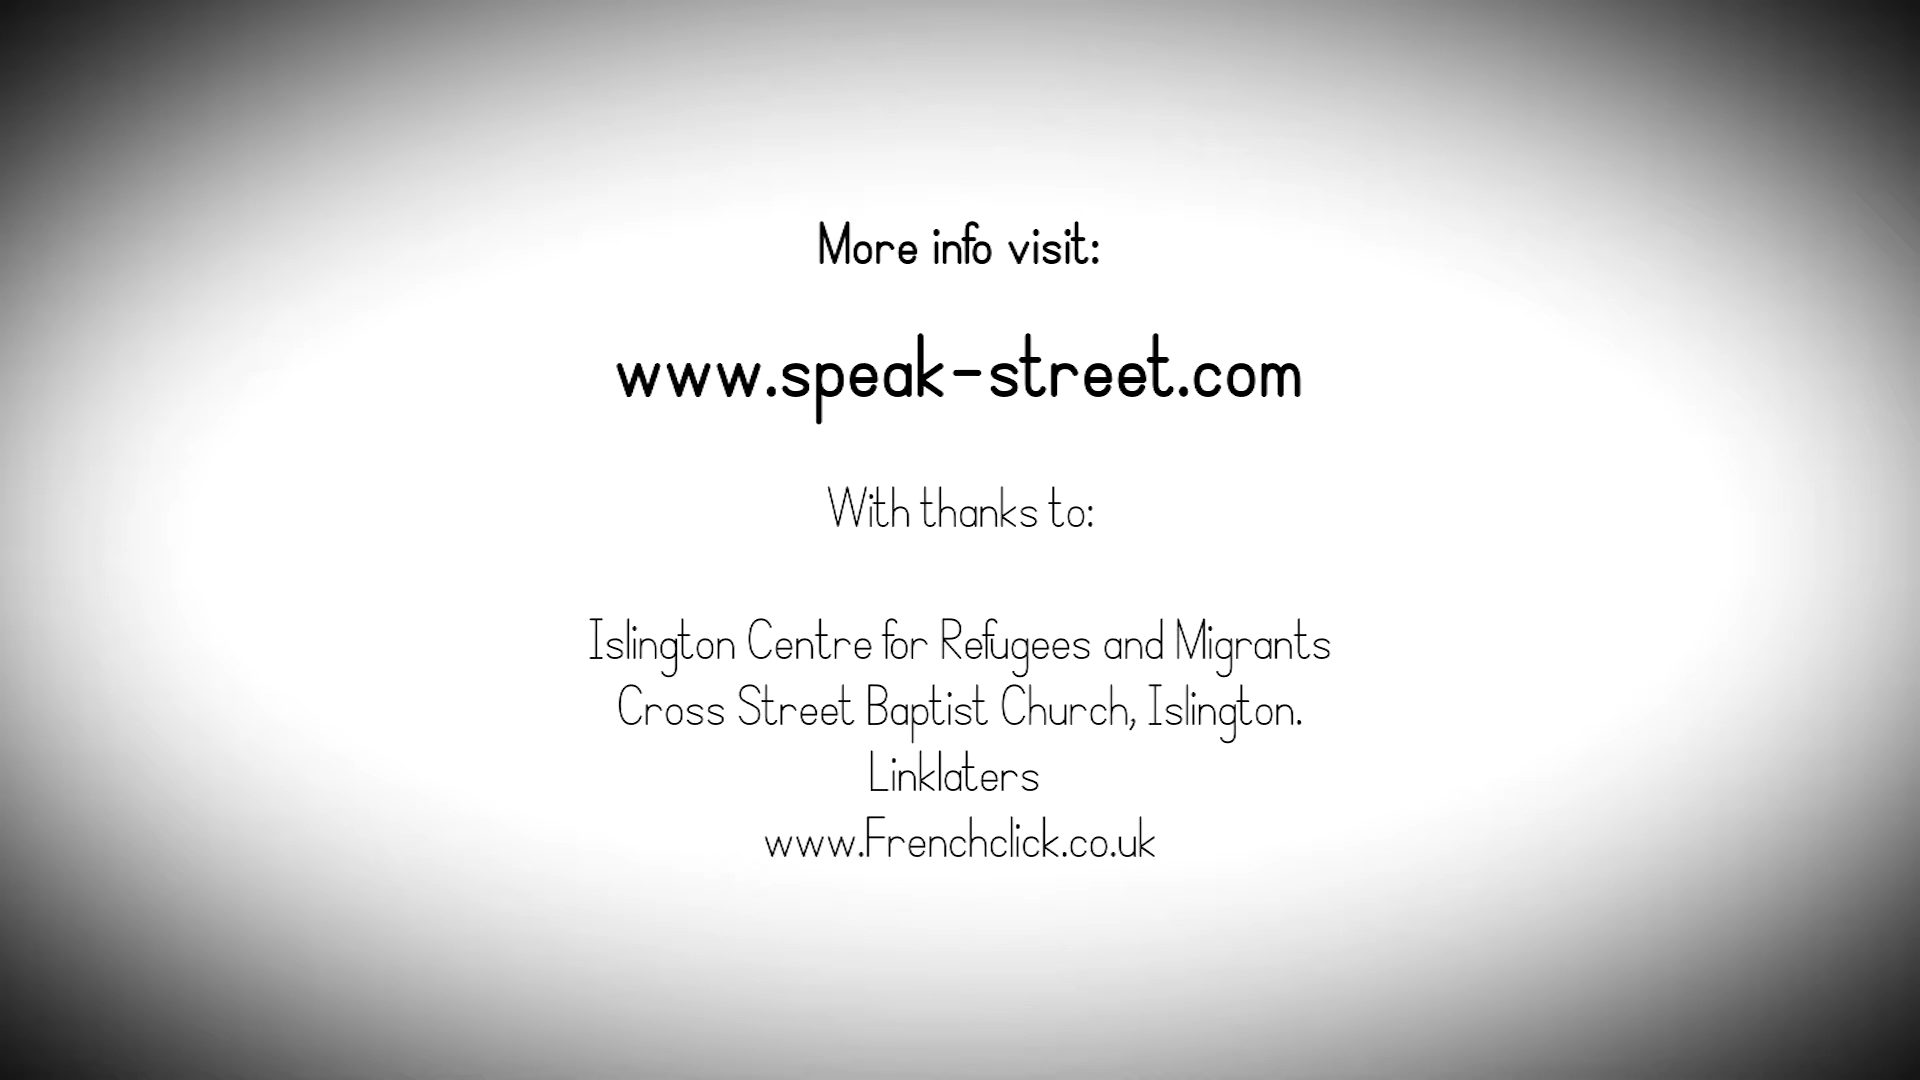 More info visit:
www.speak-street.com
With thanks to:
Islington Centre for Refugees and Migrants
Cross Street Baptist Church, Islington.
Linklaters
www.Frenchclick.co.uk